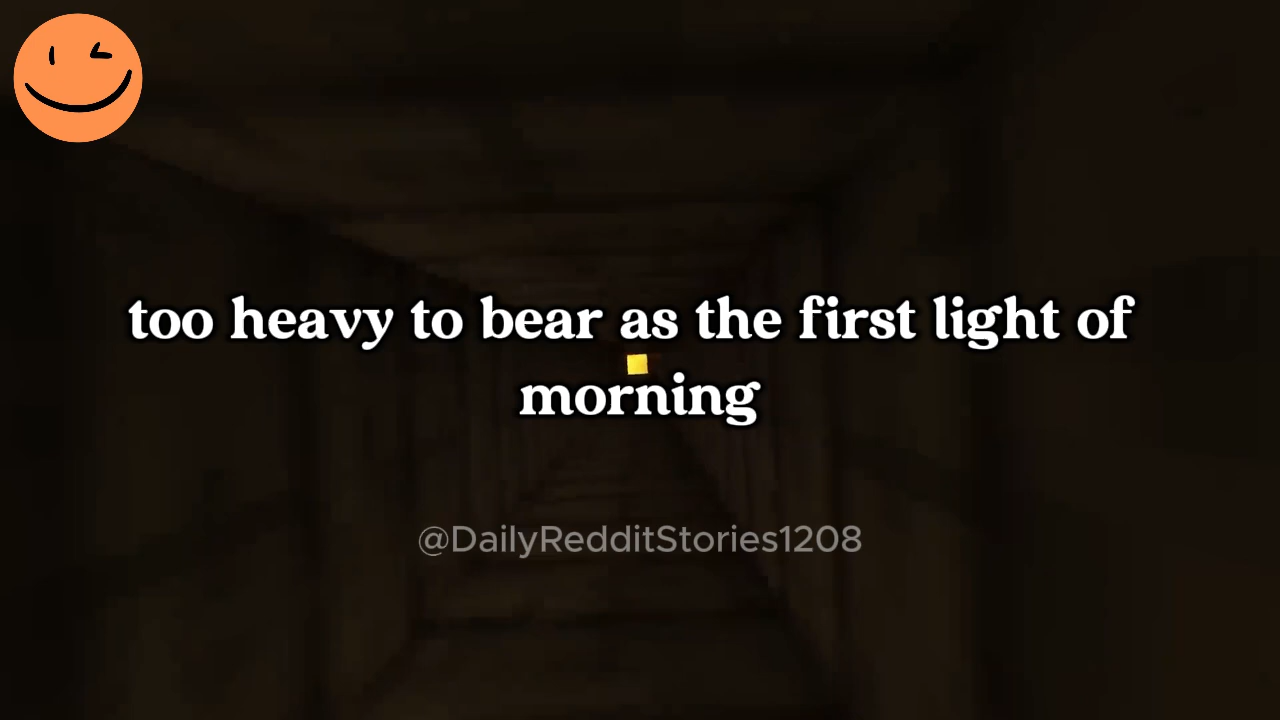 too heavy to bear as the first light of
morning
@DailyRedditStories1208